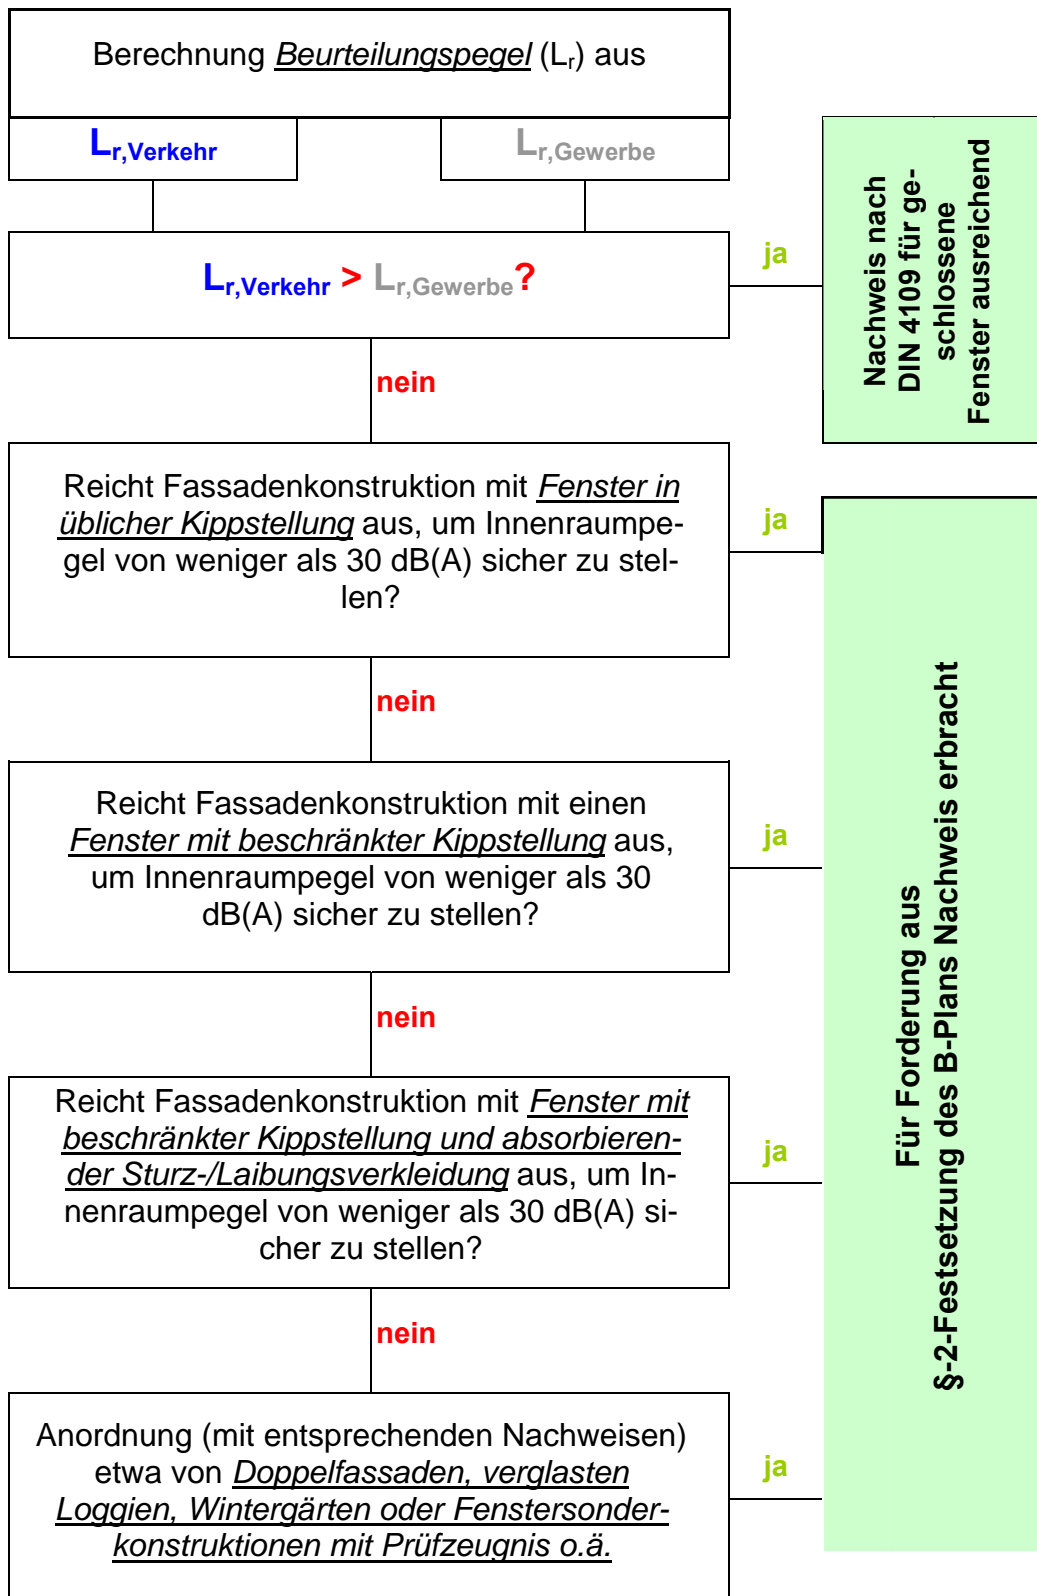 Berechnung Beurteilungspegel (Lr) aus
Lr,Verkehr
Lr,Gewerbe
Lr,Verkehr > Lr,Gewerbe?
ja
Nachweis nach
DIN 4109 für ge-
schlossene
Fenster ausreichend
nein
Reicht Fassadenkonstruktion mit Fenster in
üblicher Kippstellung aus, um Innenraumpe-
gel von weniger als 30 dB(A) sicher zu stel-
len?
ja
nein
Reicht Fassadenkonstruktion mit einen
Fenster mit beschränkter Kippstellung aus,
um Innenraumpegel von weniger als 30
dB(A) sicher zu stellen?
ja
nein
Reicht Fassadenkonstruktion mit Fenster mit
beschränkter Kippstellung und absorbieren-
der Sturz-/Laibungsverkleidung aus, um In-
nenraumpegel von weniger als 30 dB(A) si-
cher zu stellen?
ja
nein
Anordnung (mit entsprechenden Nachweisen)
etwa von Doppelfassaden, verglasten
Loggien, Wintergärten oder Fenstersonder-
konstruktionen mit Prüfzeugnis o.ä.
ja
Für Forderung aus
§-2-Festsetzung des B-Plans Nachweis erbracht